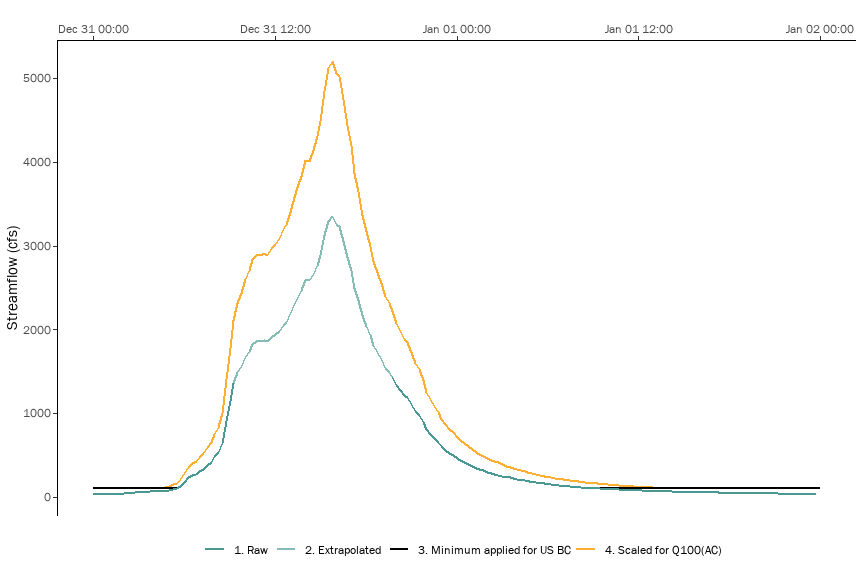 Dec 31 00:00 Dec 31 12:00 Jan 01 00:00 Jan 01 12:00 Jan 02 00:00
5000
4000
3000
2000
1000
0
Streamflow (cfs)
1. Raw 2. Extrapolated 3. Minimum applied for US BC 4. Scaled for Q100(AC)